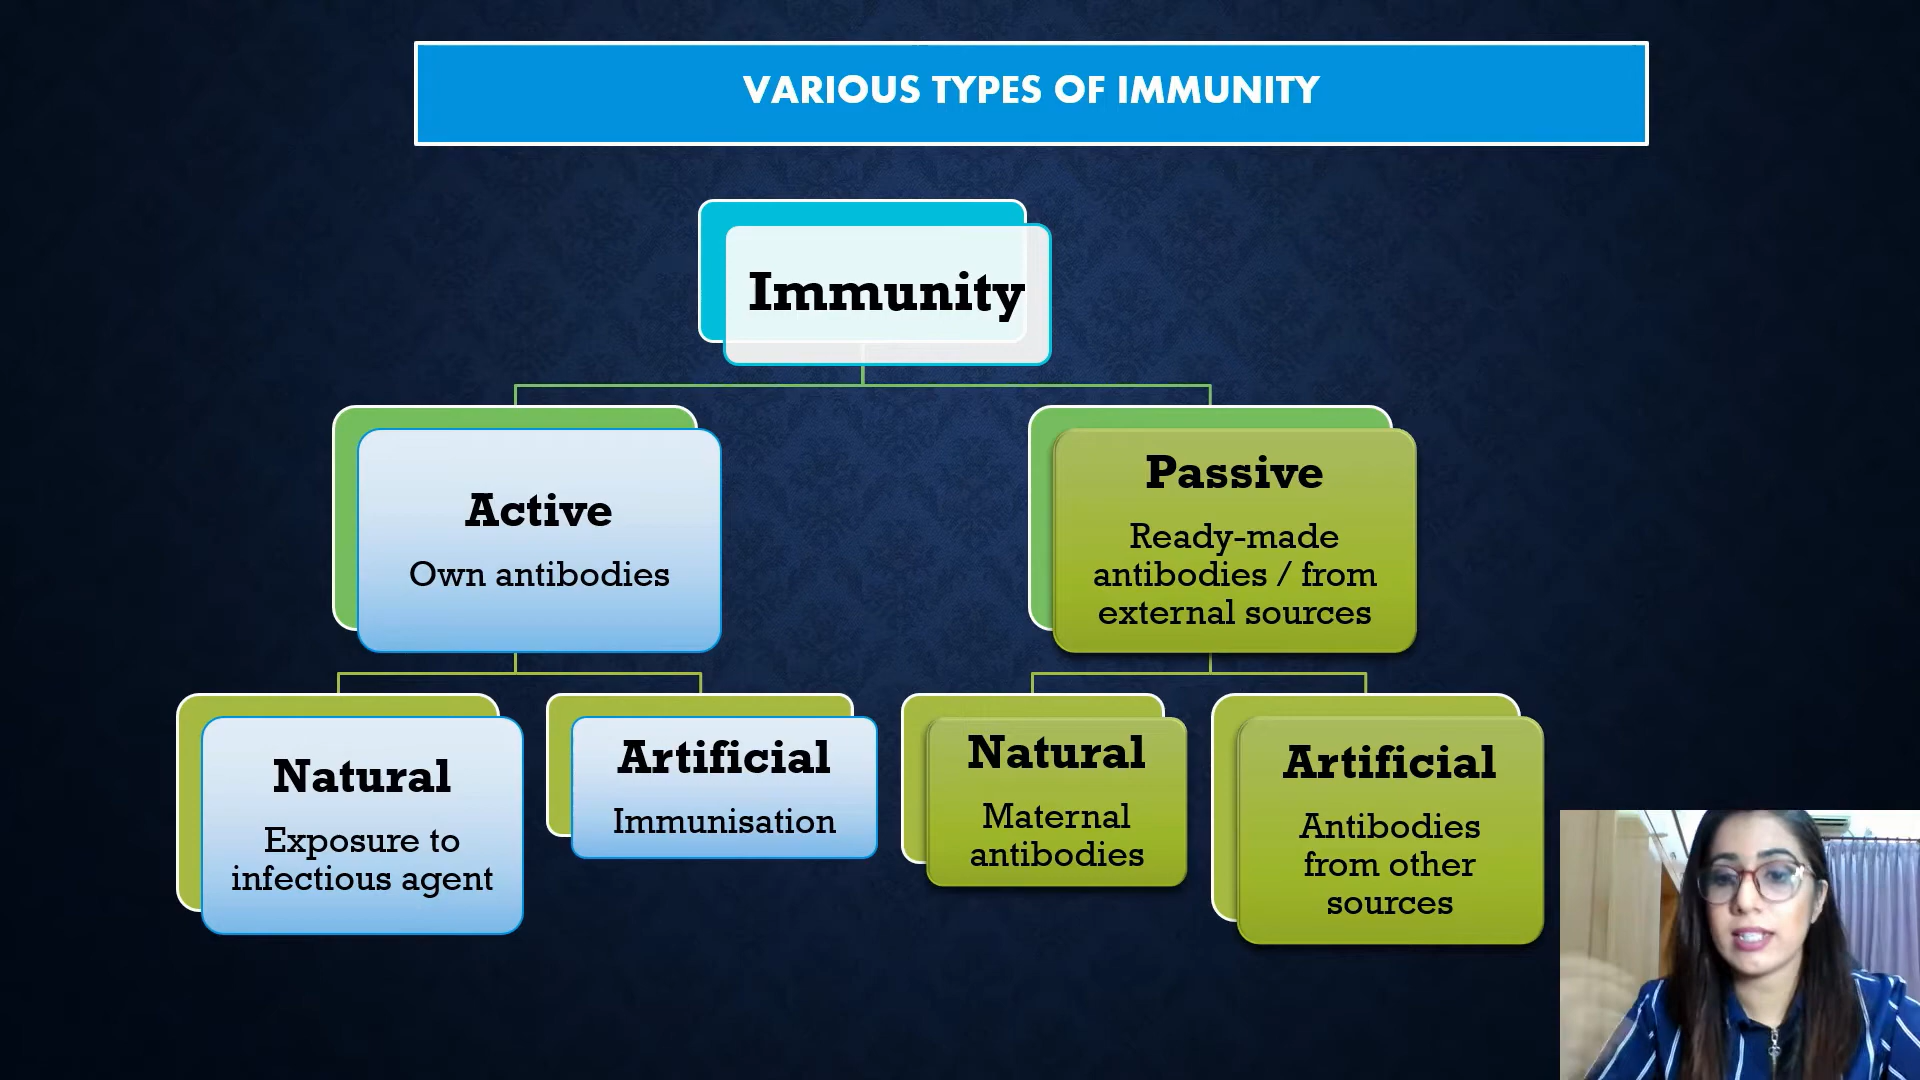 VARIOUS TYPES OF IMMUNITY
Immunity
Active
Own antibodies
Passive
Ready-made
antibodies / from
external sources
Natural
Exposure to
infectious agent
Artificial
Immunisation
Natural
Maternal
antibodies
Artificial
Antibodies
from other
sources